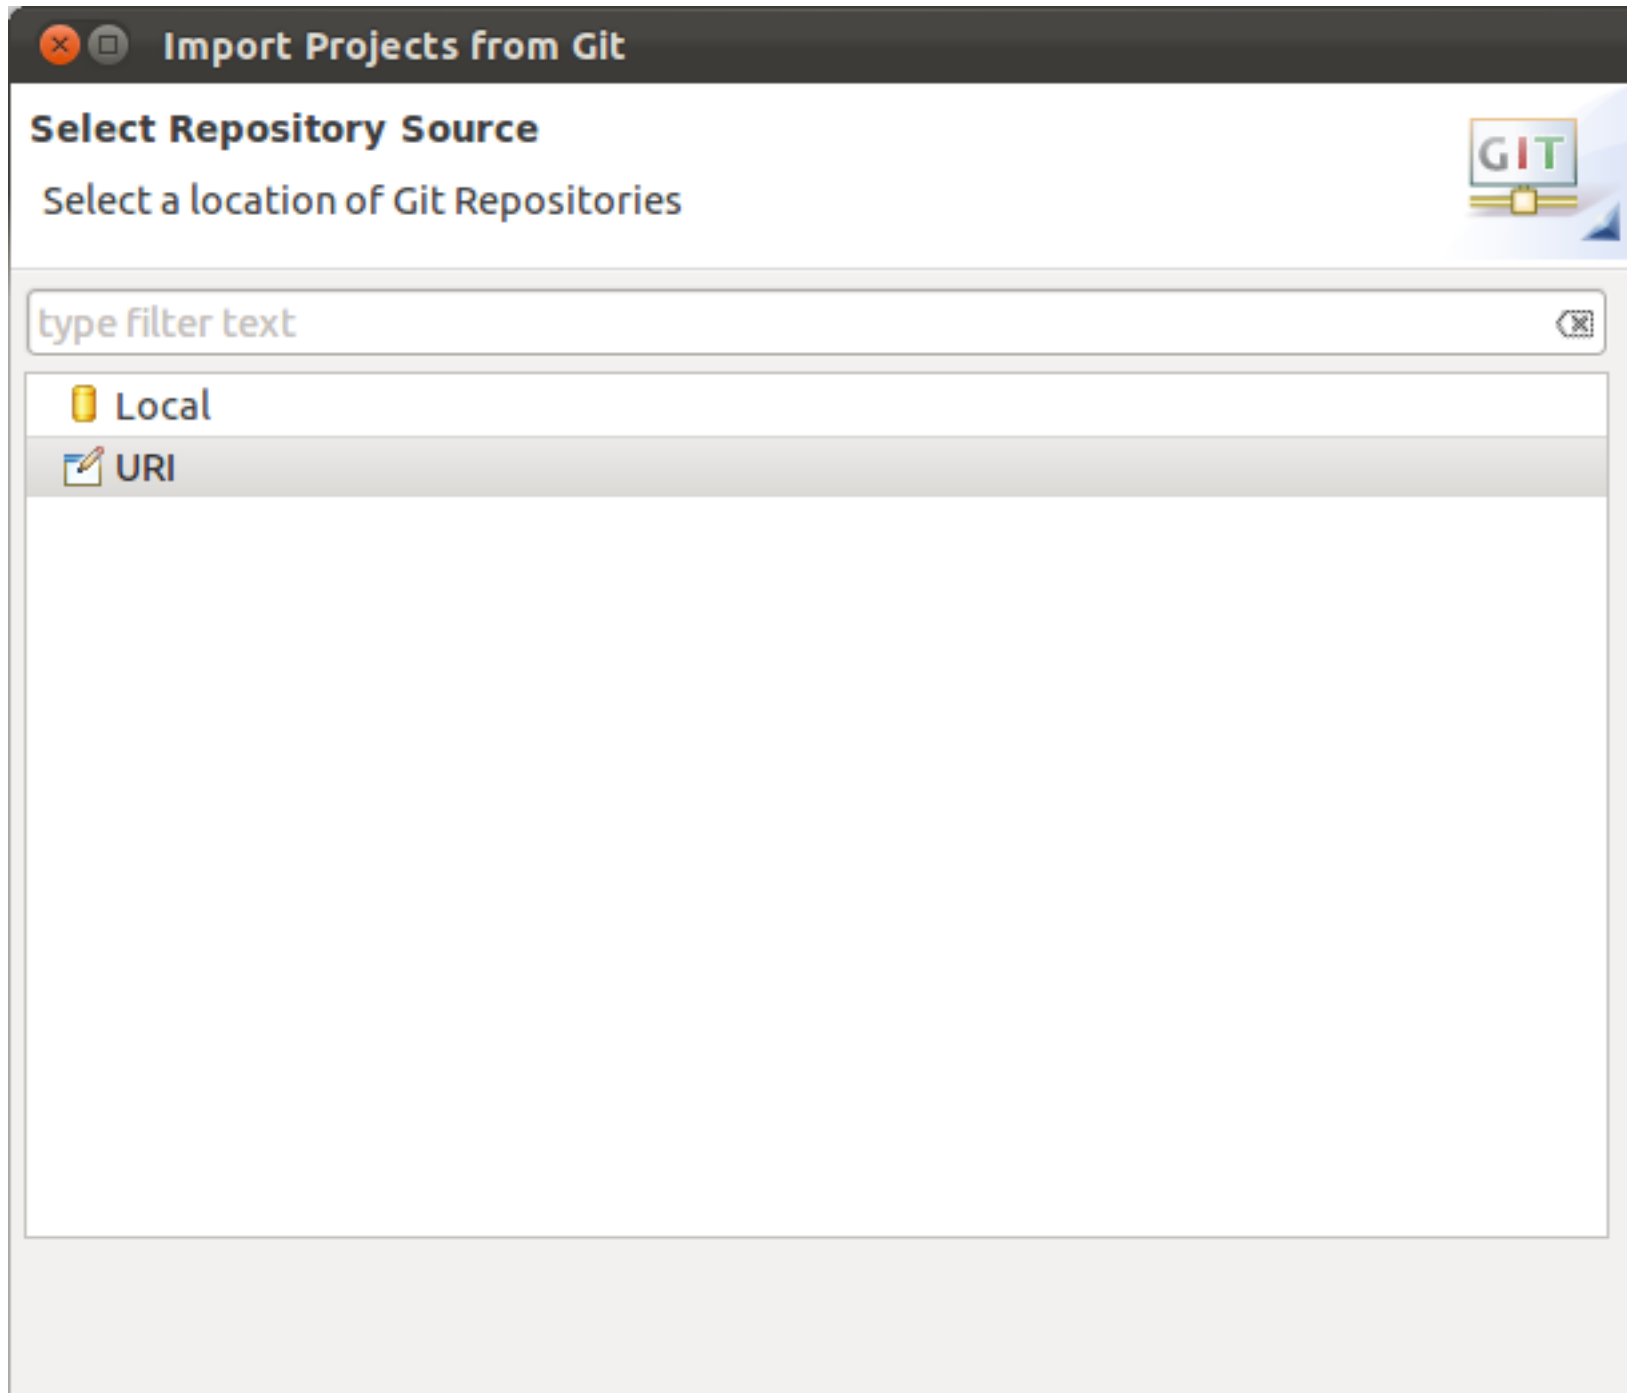 Import Projects from Git
Select Repository Source
Select a location of Git Repositories
GIT
type filter text
Local
URI